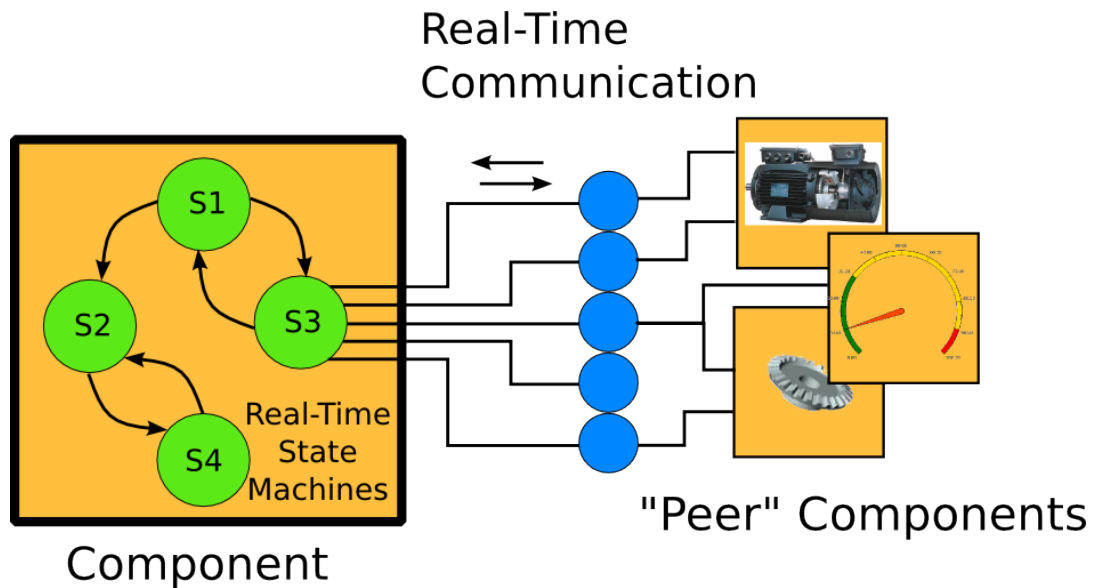 Real-Time
Communication
S1
S2
S3
S4
Real-Time
State
Machines
"Peer" Components
Component